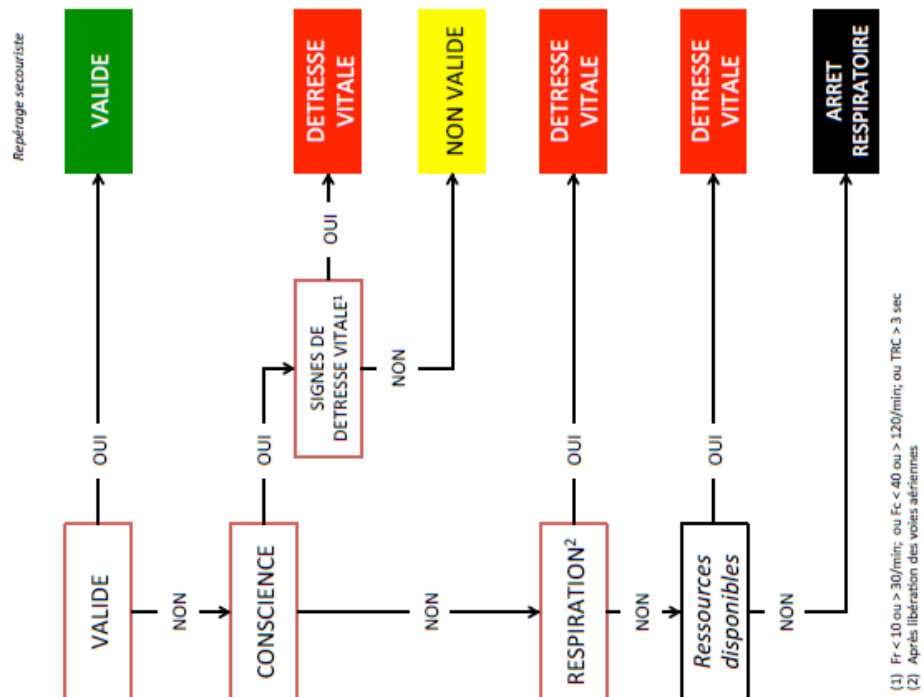 Repérage secouriste
VALIDE
OUI
VALIDE
NON
CONSCIENCE
OUI
SIGNES DE
DETRESSE VITALE¹
OUI
DETRESSE
VITALE
NON
NON VALIDE
NON
RESPIRATION²
OUI
DETRESSE
VITALE
NON
Ressources
disponibles
OUI
DETRESSE
VITALE
NON
ARRET
RESPIRATOIRE
(1) Fr < 10 ou > 30/min; ou Fc < 40 ou > 120/min; ou TRC > 3 sec
(2) Après libération des voies aériennes